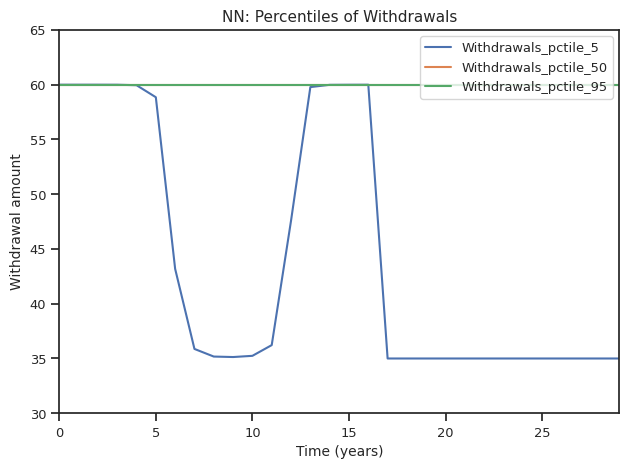 NN: Percentiles of Withdrawals
Withdrawals_pctile_5
Withdrawals_pctile_50
Withdrawals_pctile_95
Withdrawal amount
65
60
55
50
45
40
35
30
0 5 10 15 20 25
Time (years)